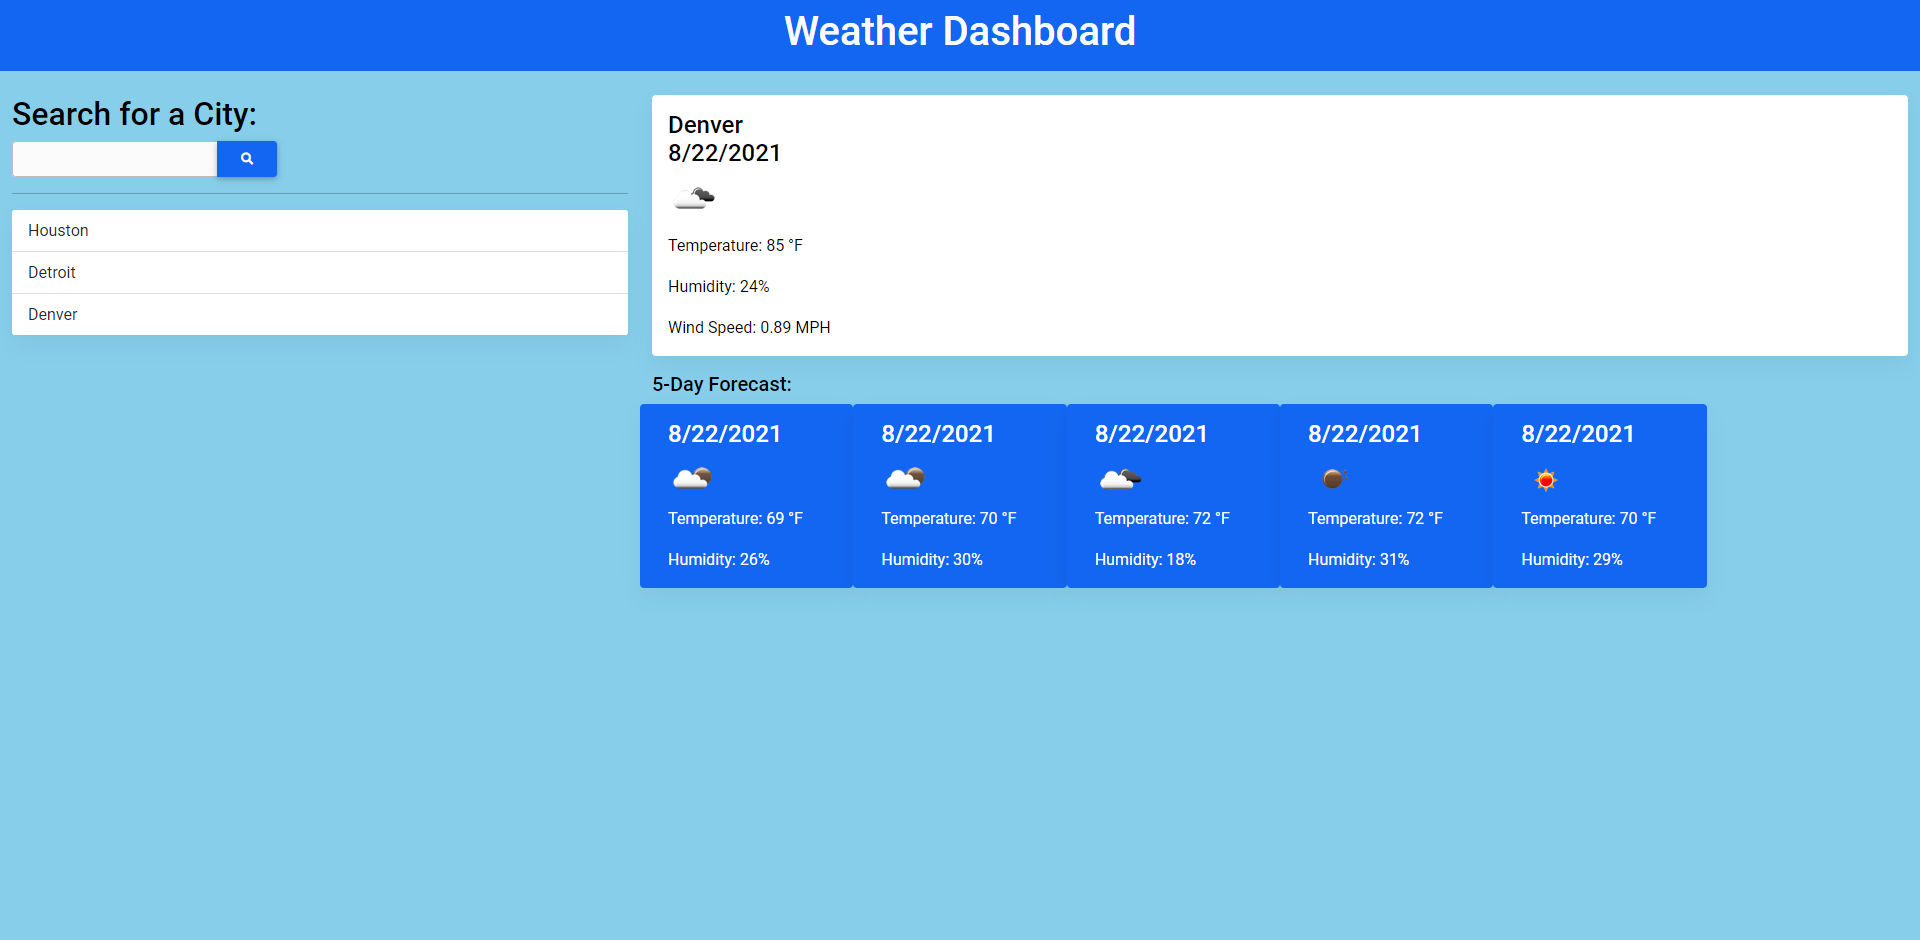 Weather Dashboard
Search for a City:
Houston
Detroit
Denver
Denver
8/22/2021
Temperature: 85 °F
Humidity: 24%
Wind Speed: 0.89 MPH
5-Day Forecast:
8/22/2021
Temperature: 69 °F
Humidity: 26%
8/22/2021
Temperature: 70 °F
Humidity: 30%
8/22/2021
Temperature: 72 °F
Humidity: 18%
8/22/2021
Temperature: 72 °F
Humidity: 31%
8/22/2021
Temperature: 70 °F
Humidity: 29%